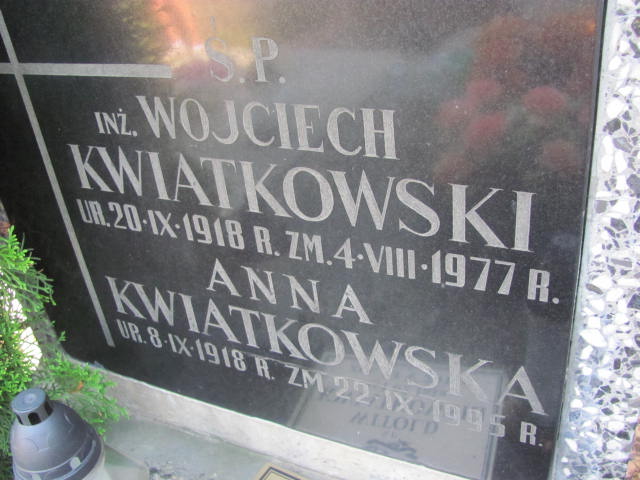 Ś.P.
INŻ. WOJCIECH
KWIATKOWSKI
UR. 20·IX·1918 R. ZM. 4·VIII·1977 R.
ANNA
KWIATKOWSKA
UR. 8·IX·1918 R. ZM 22·IX·1995 R.
WITOLD